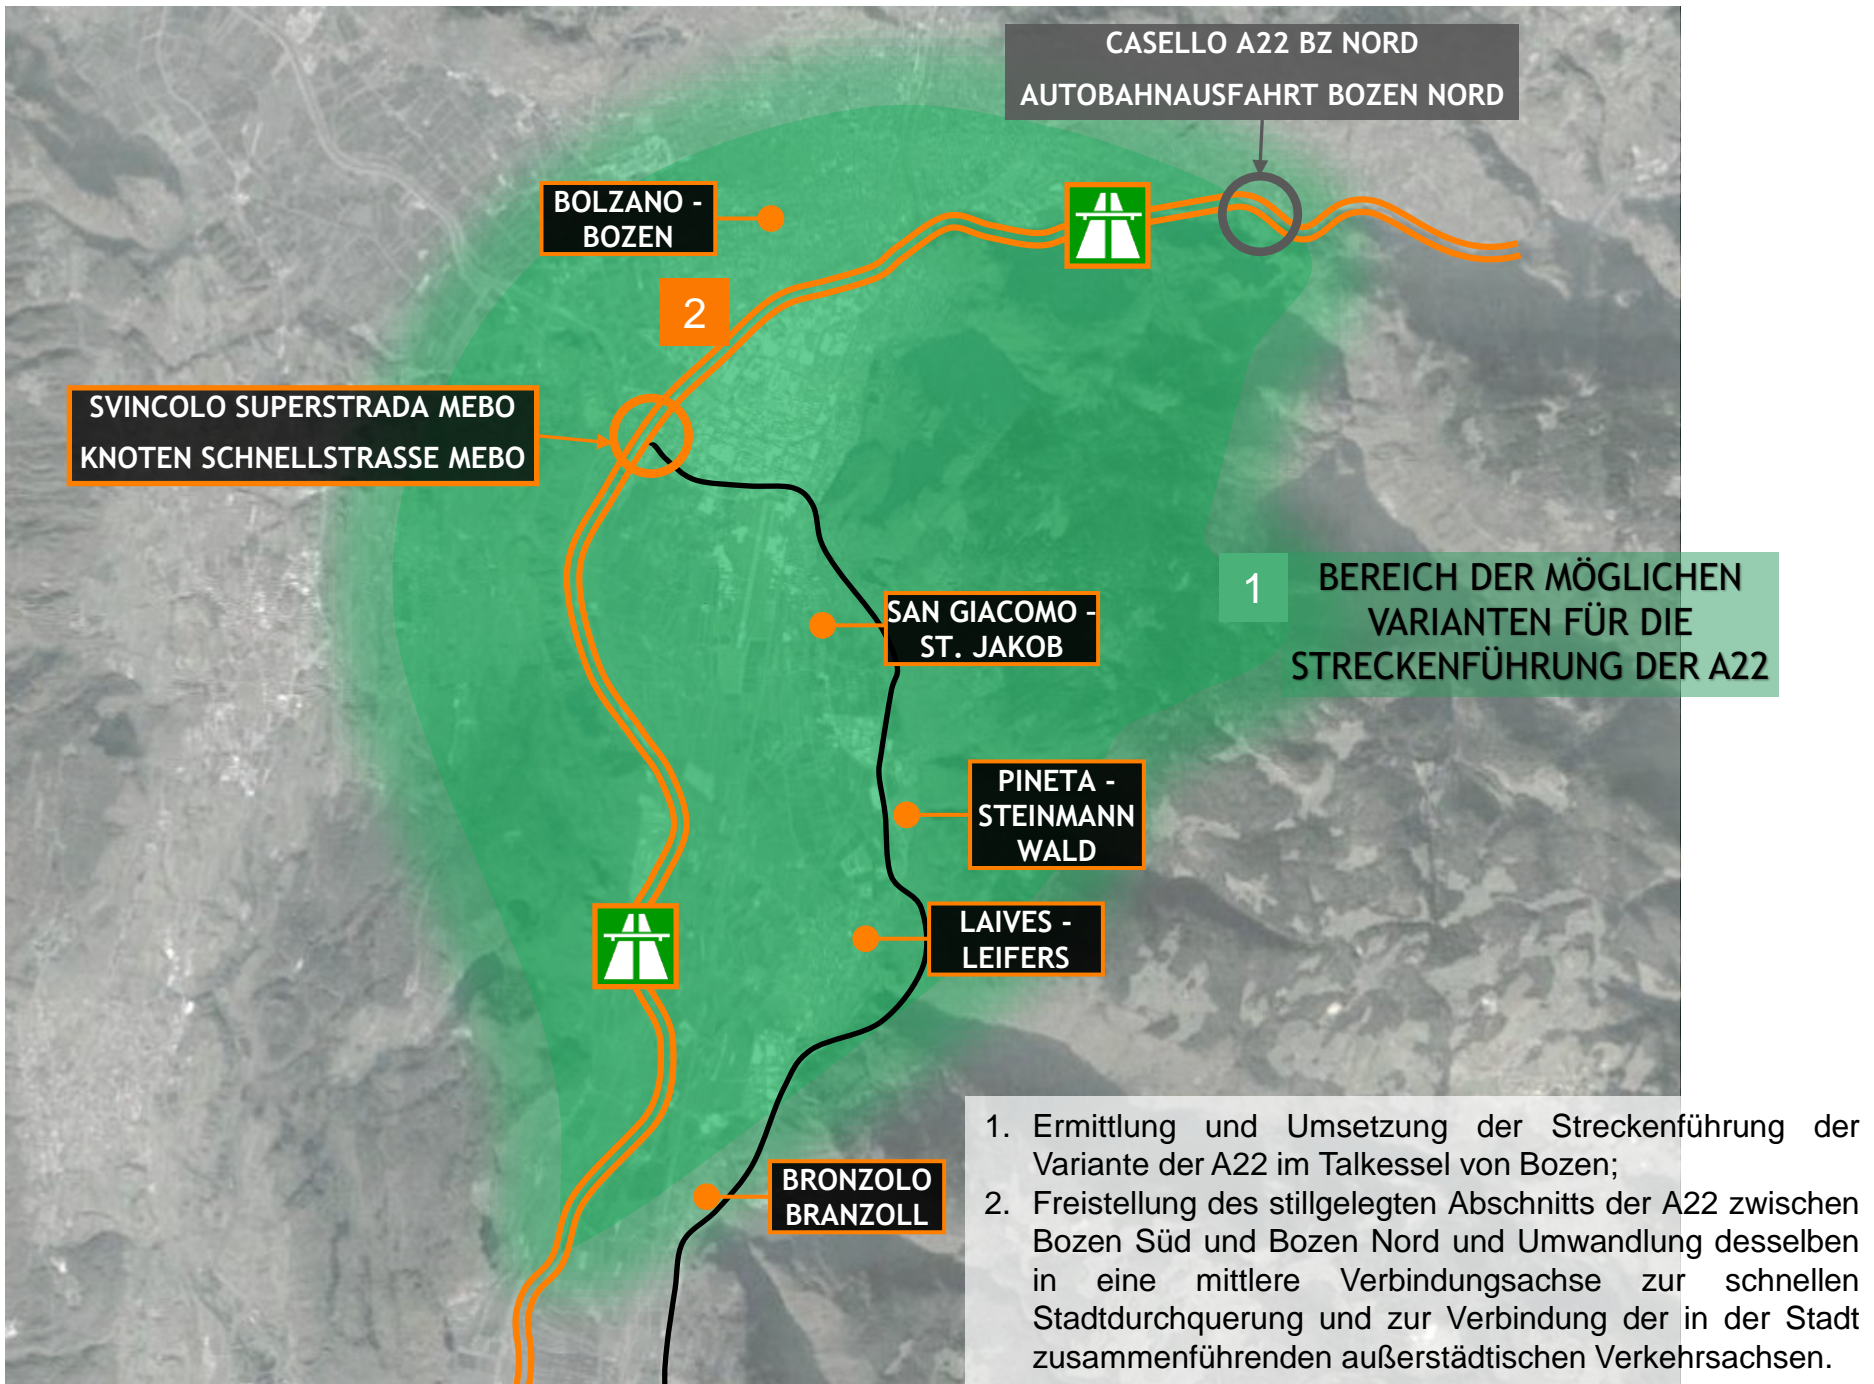 CASELLO A22 BZ NORD
AUTOBAHNAUSFAHRT BOZEN NORD
BOLZANO -
BOZEN
2
SVINCOLO SUPERSTRADA MEBO
KNOTEN SCHNELLSTRASSE MEBO
1
BEREICH DER MÖGLICHEN
VARIANTEN FÜR DIE
STRECKENFÜHRUNG DER A22
SAN GIACOMO -
ST. JAKOB
PINETA -
STEINMANN
WALD
LAIVES -
LEIFERS
BRONZOLO
BRANZOLL
1. Ermittlung und Umsetzung der Streckenführung der
Variante der A22 im Talkessel von Bozen;
2. Freistellung des stillgelegten Abschnitts der A22 zwischen
Bozen Süd und Bozen Nord und Umwandlung desselben
in eine mittlere Verbindungsachse zur schnellen
Stadtdurchquerung und zur Verbindung der in der Stadt
zusammenführenden außerstädtischen Verkehrsachsen.